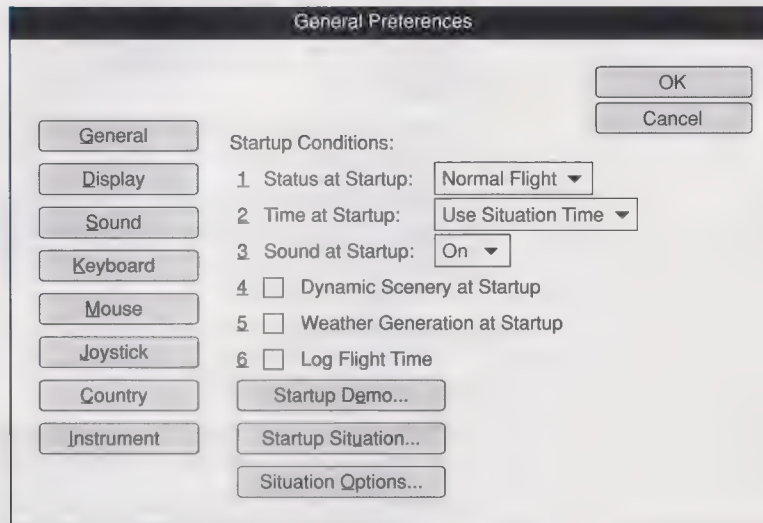 General Preferences
OK
Cancel
General
Display
Sound
Keyboard
Mouse
Joystick
Country
Instrument
Startup Conditions:
1 Status at Startup: Normal Flight
2 Time at Startup: Use Situation Time
3 Sound at Startup: On
4 Dynamic Scenery at Startup
5 Weather Generation at Startup
6 Log Flight Time
Startup Demo...
Startup Situation...
Situation Options...